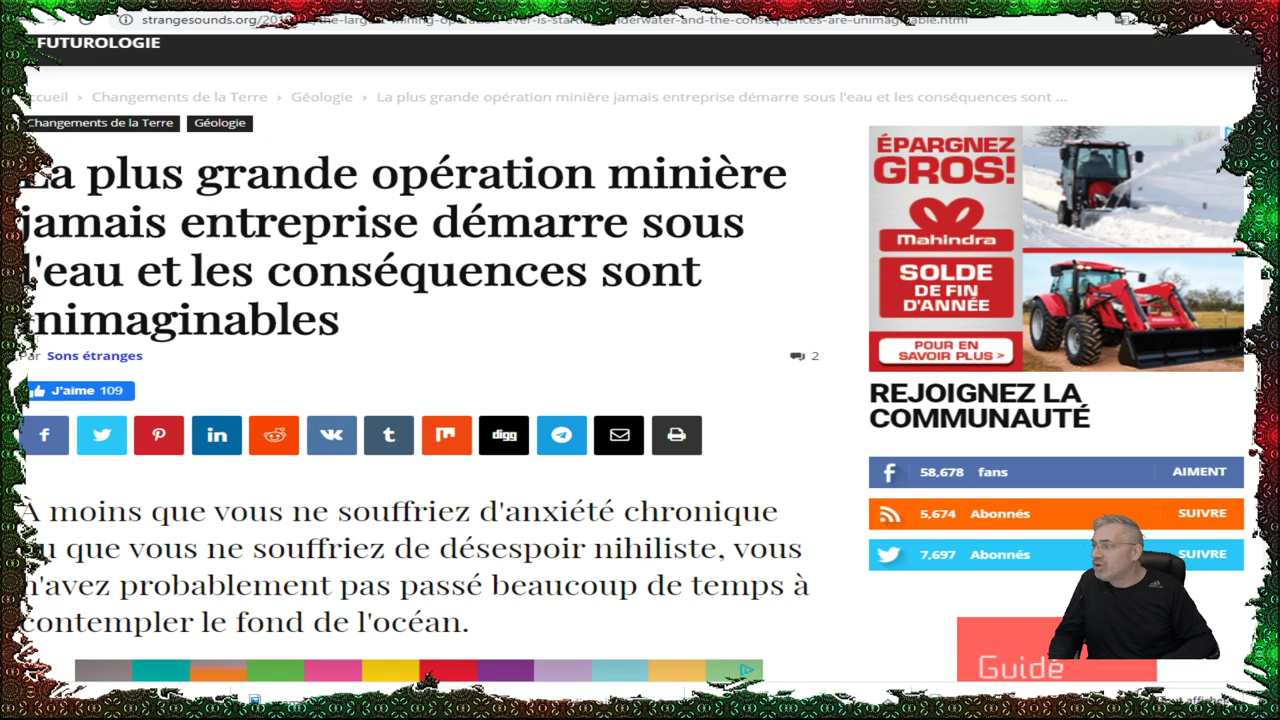 strangesounds.org/
FUTUROLOGIE
Changements de la Terre › Géologie › La plus grande opération minière jamais entreprise démarre sous l'eau et les conséquences sont ...
Changements de la Terre
Géologie
La plus grande opération minière
jamais entreprise démarre sous
l'eau et les conséquences sont
inimaginables
Par Sons étranges
2
J'aime 109
digg
À moins que vous ne souffriez d'anxiété chronique
ou que vous ne souffriez de désespoir nihiliste, vous
n'avez probablement pas passé beaucoup de temps à
contempler le fond de l'océan.
ÉPARGNEZ
GROS!
Mahindra
SOLDE
DE FIN
D'ANNÉE
POUR EN
SAVOIR PLUS >
REJOIGNEZ LA
COMMUNAUTÉ
58,678 fans AIMENT
5,674 Abonnés SUIVRE
7,697 Abonnés SUIVRE
Guide